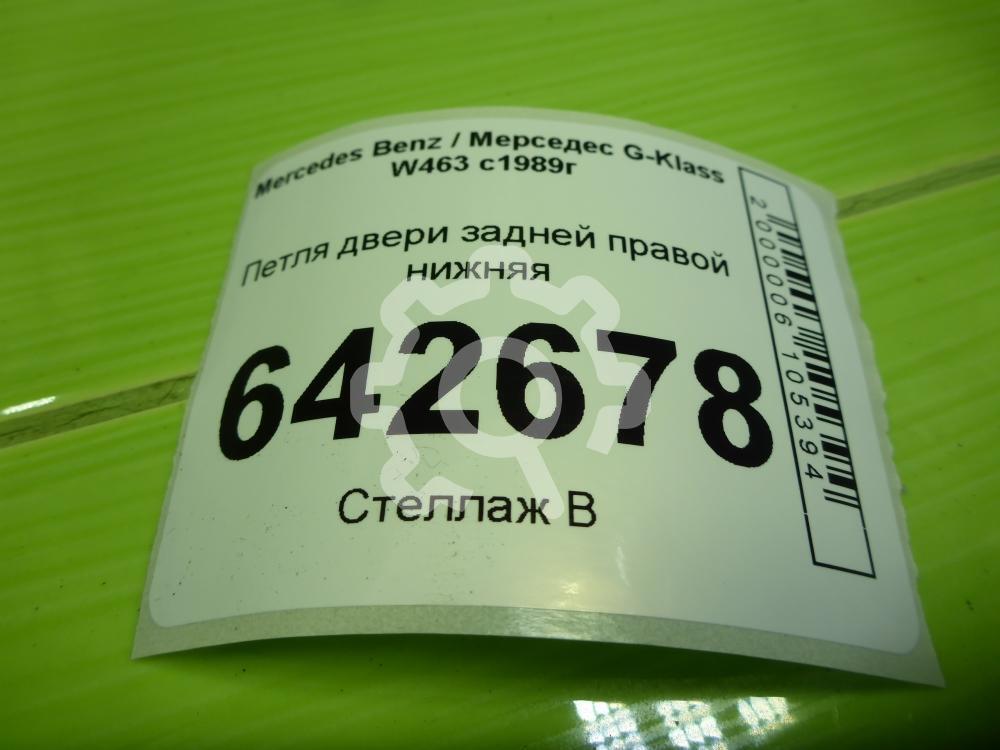 Mercedes Benz / Мерседес G-Klass
W463 с1989г
Петля двери задней правой
нижняя
642678
Стеллаж В
2000006105394